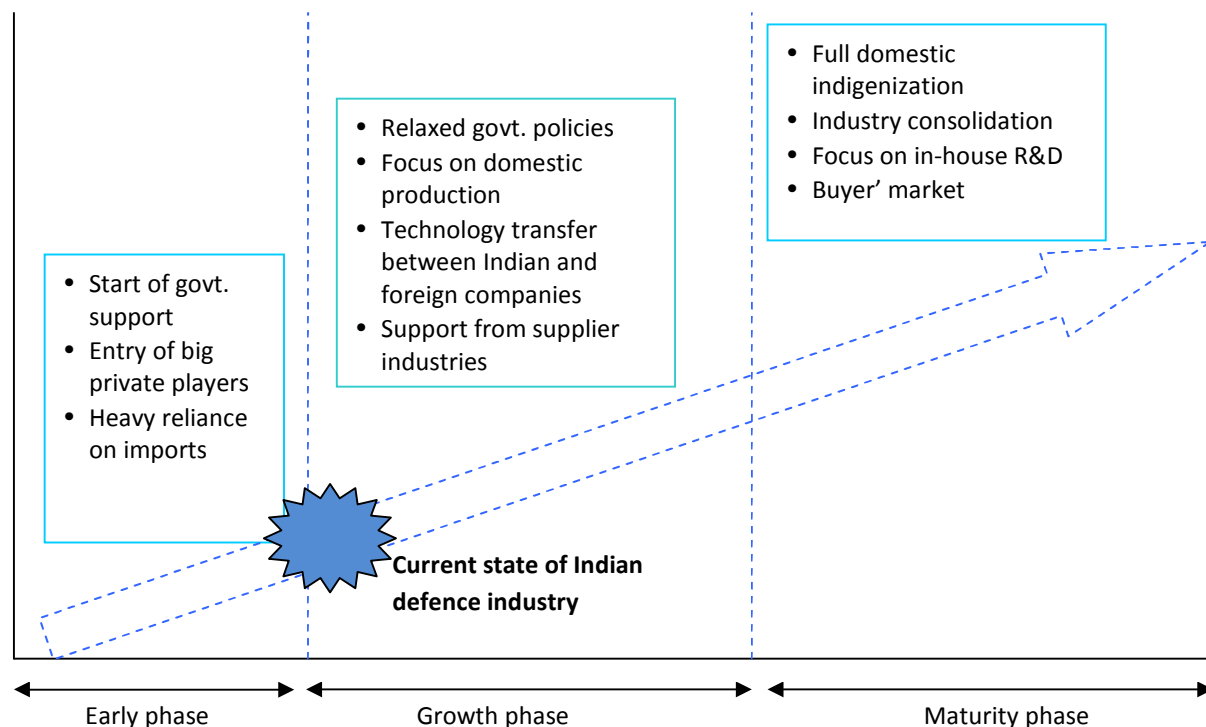 • Start of govt.
support
• Entry of big
private players
• Heavy reliance
on imports
• Relaxed govt. policies
• Focus on domestic
production
• Technology transfer
between Indian and
foreign companies
• Support from supplier
industries
• Full domestic
indigenization
• Industry consolidation
• Focus on in-house R&D
• Buyer’ market
Current state of Indian
defence industry
Early phase
Growth phase
Maturity phase